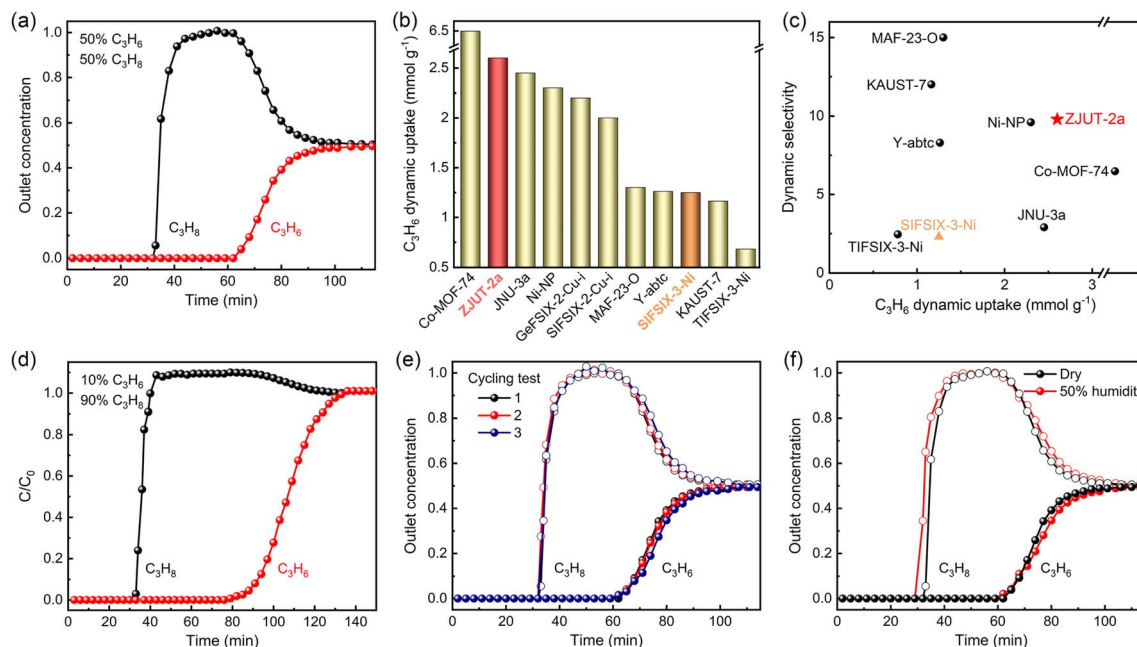 (a)
50% C₃H₆
50% C₃H₈
Outlet concentration
1.0
0.8
0.6
0.4
0.2
0.0
C₃H₈
C₃H₆
0 20 40 60 80 100
Time (min)
(b)
C₃H₆ dynamic uptake (mmol g⁻¹)
6.5
2.5
2
1.5
1
0.5
Co-MOF-74
ZJUT-2a
JNU-3a
Ni-NP
GeFSIX-2-Cu-i
SIFSIX-2-Cu-i
MAF-23-O
Y-abtc
SIFSIX-3-Ni
KAUST-7
TIFSIX-3-Ni
(c)
Dynamic selectivity
15
10
5
0
MAF-23-O
KAUST-7
Ni-NP
ZJUT-2a
Y-abtc
Co-MOF-74
JNU-3a
SIFSIX-3-Ni
TIFSIX-3-Ni
0 1 2 3
C₃H₆ dynamic uptake (mmol g⁻¹)
(d)
10% C₃H₆
90% C₃H₈
C/C₀
1.0
0.8
0.6
0.4
0.2
0.0
C₃H₈
C₃H₆
0 20 40 60 80 100 120 140
Time (min)
(e)
Cycling test
1
2
3
Outlet concentration
1.0
0.8
0.6
0.4
0.2
0.0
C₃H₈
C₃H₆
0 20 40 60 80 100
Time (min)
(f)
Dry
50% humidit
Outlet concentration
1.0
0.8
0.6
0.4
0.2
0.0
C₃H₈
C₃H₆
0 20 40 60 80 100
Time (min)